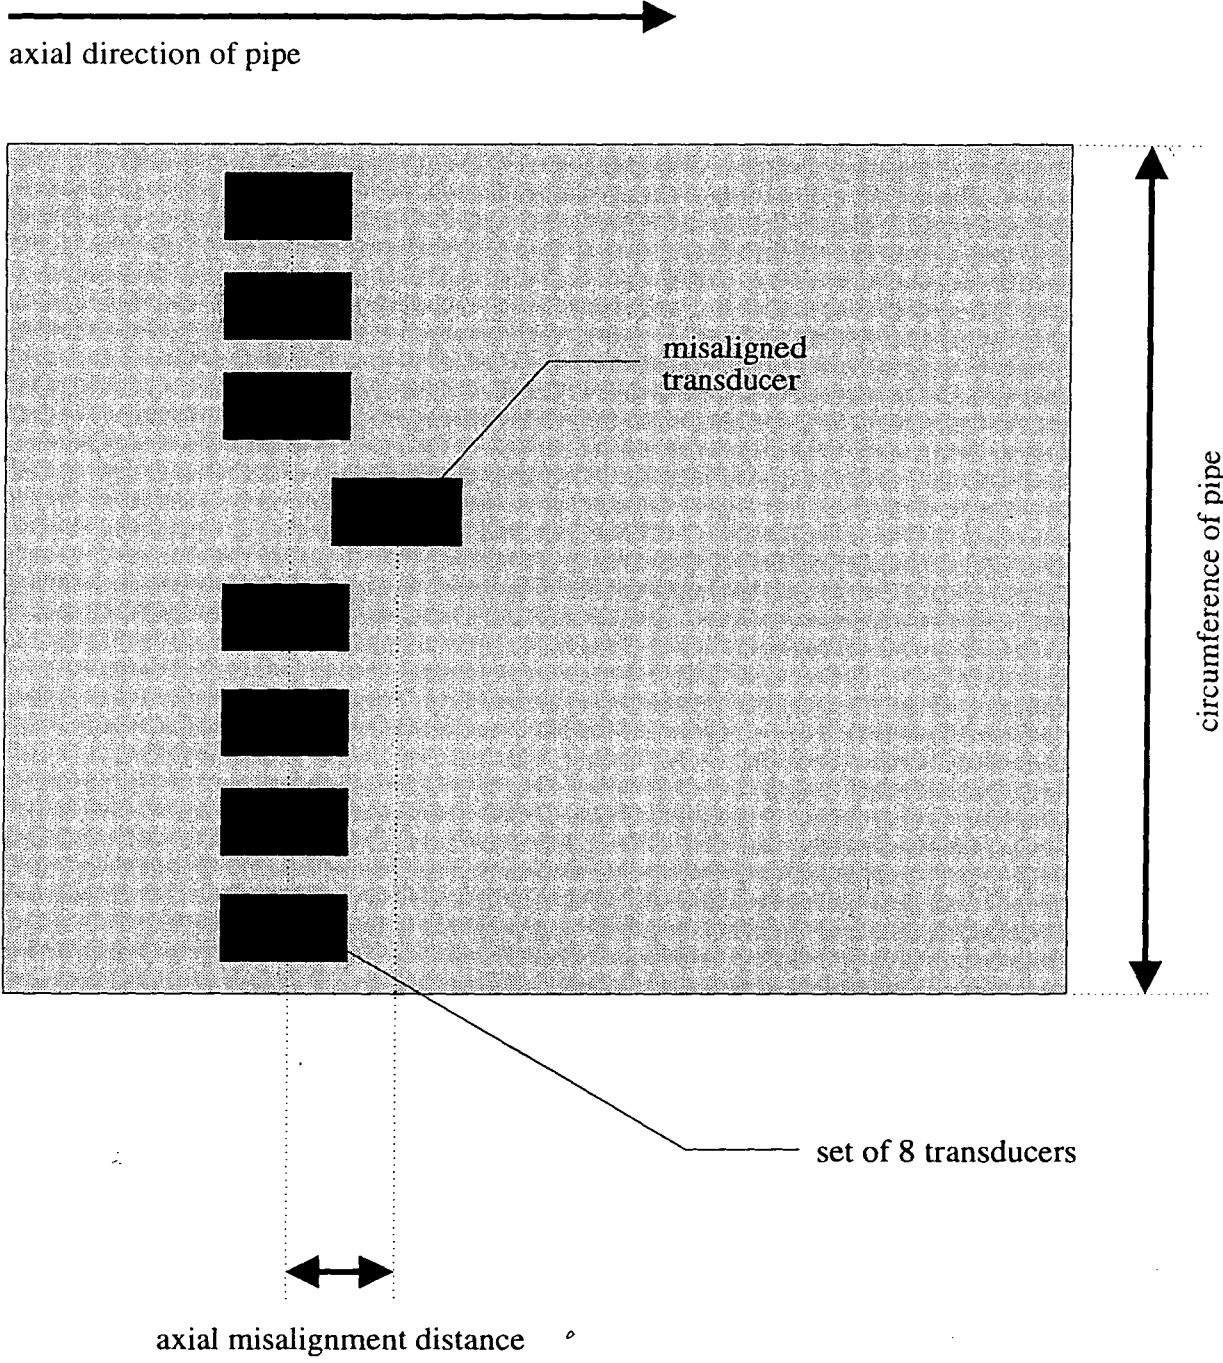 axial direction of pipe
misaligned
transducer
circumference of pipe
set of 8 transducers
axial misalignment distance